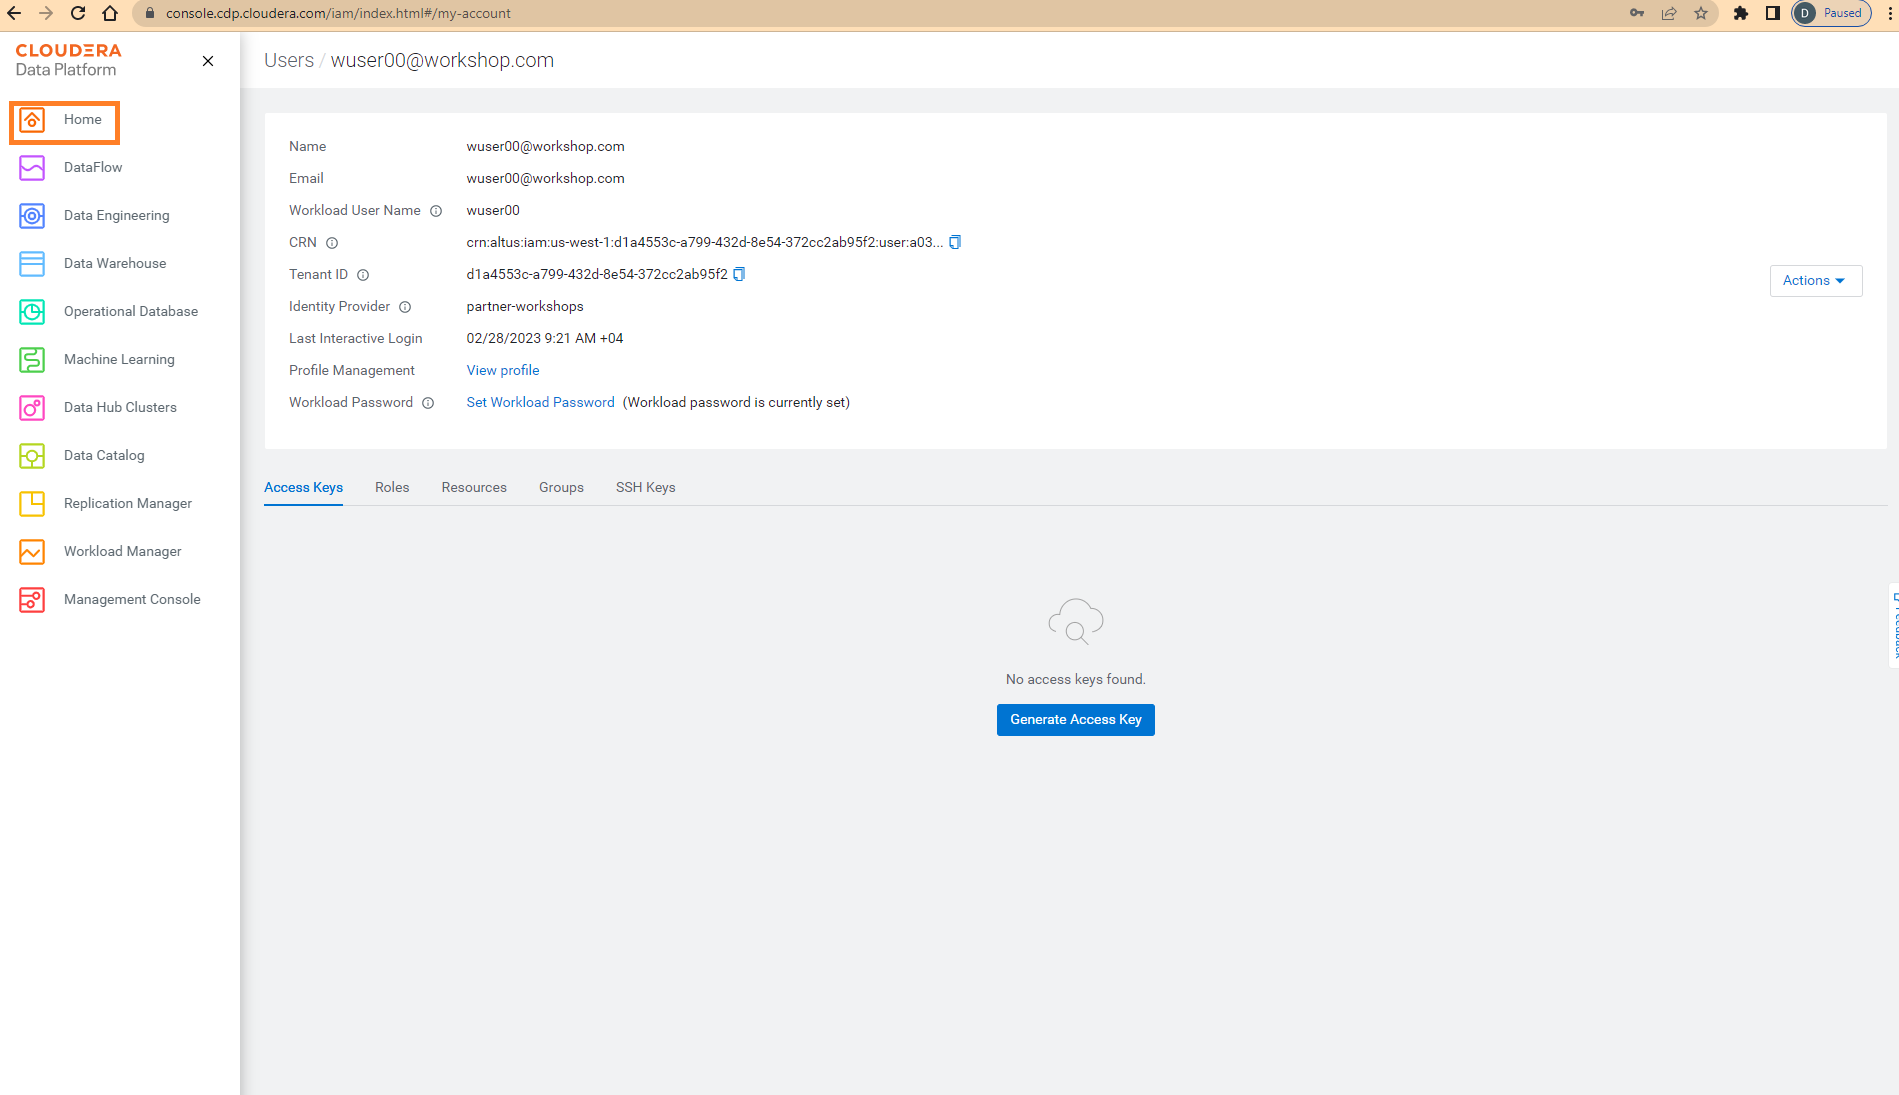 console.cdp.cloudera.com/iam/index.html#/my-account
D Paused
CLOUDERA
Data Platform
Users / wuser00@workshop.com
Home
DataFlow
Data Engineering
Data Warehouse
Operational Database
Machine Learning
Data Hub Clusters
Data Catalog
Replication Manager
Workload Manager
Management Console
Name wuser00@workshop.com
Email wuser00@workshop.com
Workload User Name wuser00
CRN crn:altus:iam:us-west-1:d1a4553c-a799-432d-8e54-372cc2ab95f2:user:a03...
Tenant ID d1a4553c-a799-432d-8e54-372cc2ab95f2
Identity Provider partner-workshops
Last Interactive Login 02/28/2023 9:21 AM +04
Profile Management View profile
Workload Password Set Workload Password (Workload password is currently set)
Actions
Access Keys Roles Resources Groups SSH Keys
No access keys found.
Generate Access Key
Feedback